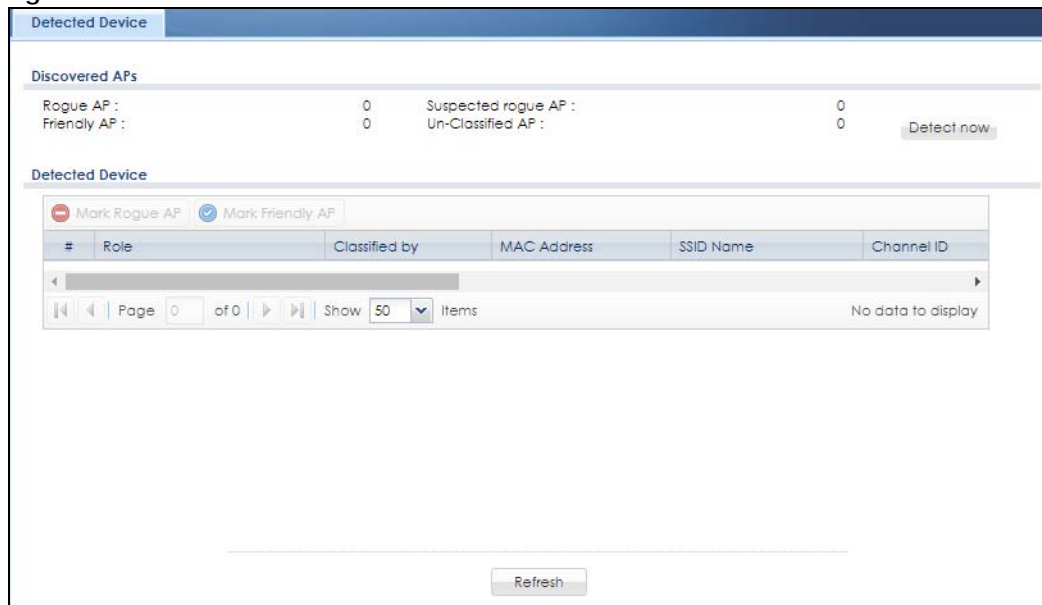 Detected Device
Discovered APs
Rogue AP : 0 Suspected rogue AP : 0
Friendly AP : 0 Un-Classified AP : 0 Detect now
Detected Device
Mark Rogue AP Mark Friendly AP
# Role Classified by MAC Address SSID Name Channel ID
Page 0 of 0 Show 50 Items No data to display
Refresh